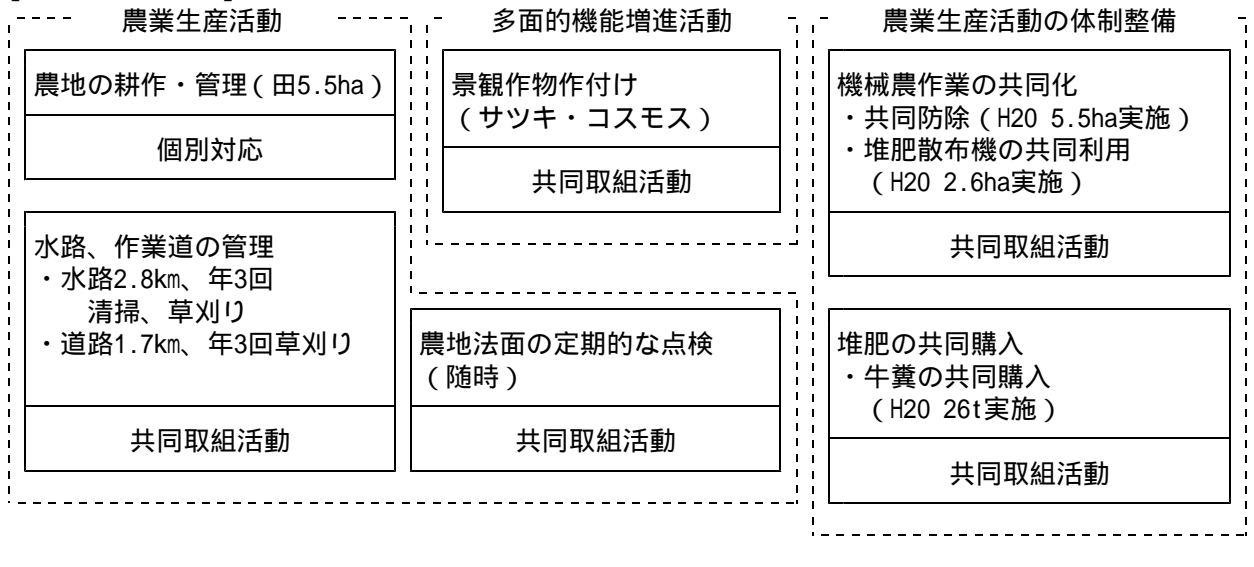 農業生産活動
農地の耕作・管理（田5.5ha）
個別対応
水路、作業道の管理
・水路2.8㎞、年3回
清掃、草刈り
・道路1.7㎞、年3回草刈り
共同取組活動
農地法面の定期的な点検
（随時）
共同取組活動
多面的機能増進活動
景観作物作付け
（サツキ・コスモス）
共同取組活動
農業生産活動の体制整備
機械農作業の共同化
・共同防除（H20 5.5ha実施）
・堆肥散布機の共同利用
（H20 2.6ha実施）
共同取組活動
堆肥の共同購入
・牛糞の共同購入
（H20 26t実施）
共同取組活動